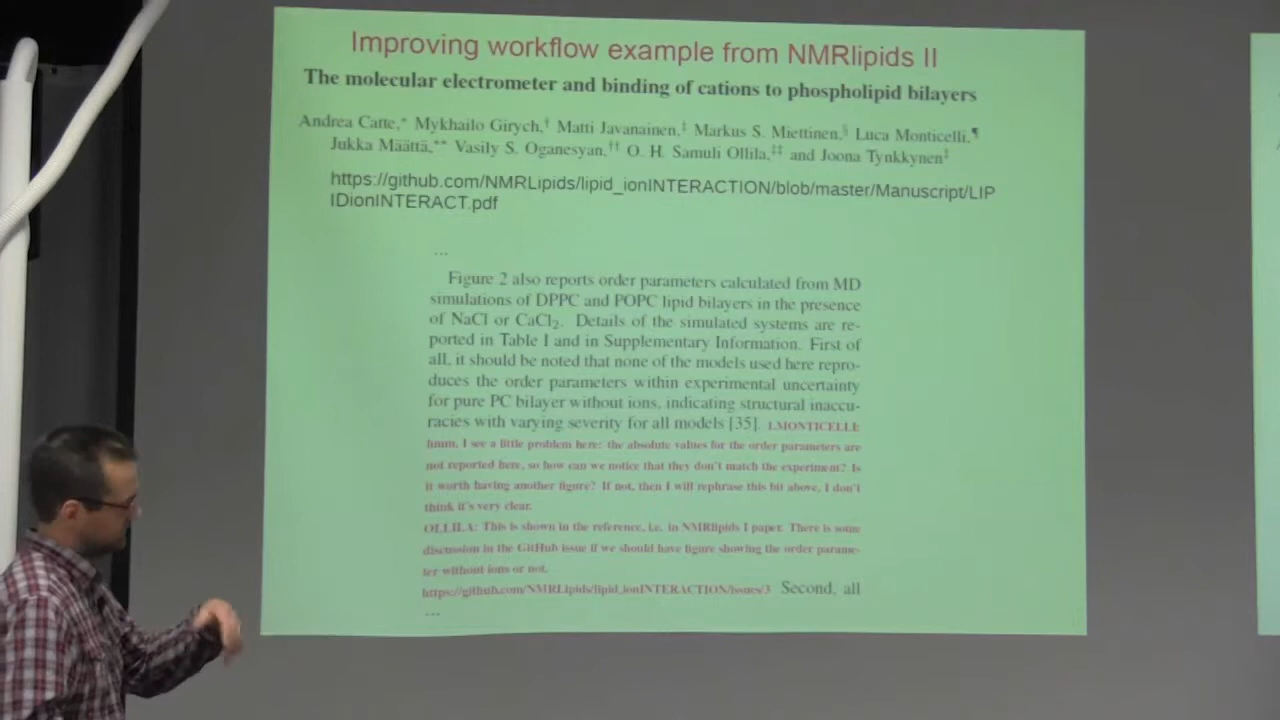 Improving workflow example from NMRlipids II
The molecular electrometer and binding of cations to phospholipid bilayers
Andrea Catte,* Mykhailo Girych,† Matti Javanainen,‡ Markus S. Miettinen,§ Luca Monticelli,¶
Jukka Määttä,** Vasily S. Oganesyan,†† O. H. Samuli Ollila,‡‡ and Joona Tynkkynen‡
https://github.com/NMRLipids/lipid_ionINTERACTION/blob/master/Manuscript/LIP
IDionINTERACT.pdf
...
Figure 2 also reports order parameters calculated from MD
simulations of DPPC and POPC lipid bilayers in the presence
of NaCl or CaCl₂. Details of the simulated systems are re-
ported in Table I and in Supplementary Information. First of
all, it should be noted that none of the models used here repro-
duces the order parameters within experimental uncertainty
for pure PC bilayer without ions, indicating structural inaccu-
racies with varying severity for all models [35]. LMONTICELLI:
hmm, I see a little problem here: the absolute values for the order parameters are
not reported here, so how can we notice that they don't match the experiment? Is
it worth having another figure? If not, then I will rephrase this bit above, I don't
think it's very clear.
OLLILA: This is shown in the reference, i.e. in NMRlipids I paper. There is some
discussion in the GitHub issue if we should have figure showing the order parame-
ter without ions or not.
https://github.com/NMRLipids/lipid_ionINTERACTION/issues/3 Second, all
...